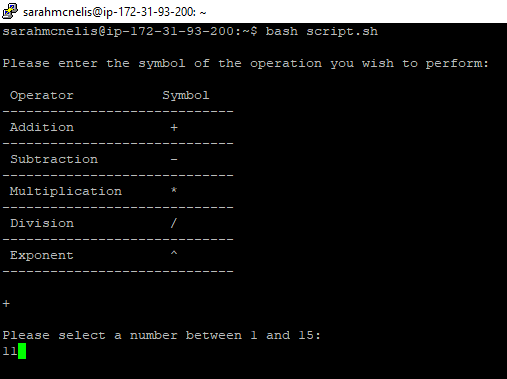 sarahmcnelis@ip-172-31-93-200: ~
sarahmcnelis@ip-172-31-93-200:~$ bash script.sh
Please enter the symbol of the operation you wish to perform:
Operator Symbol
-----------------------------
Addition +
-----------------------------
Subtraction -
-----------------------------
Multiplication *
-----------------------------
Division /
-----------------------------
Exponent ^
-----------------------------
+
Please select a number between 1 and 15:
11